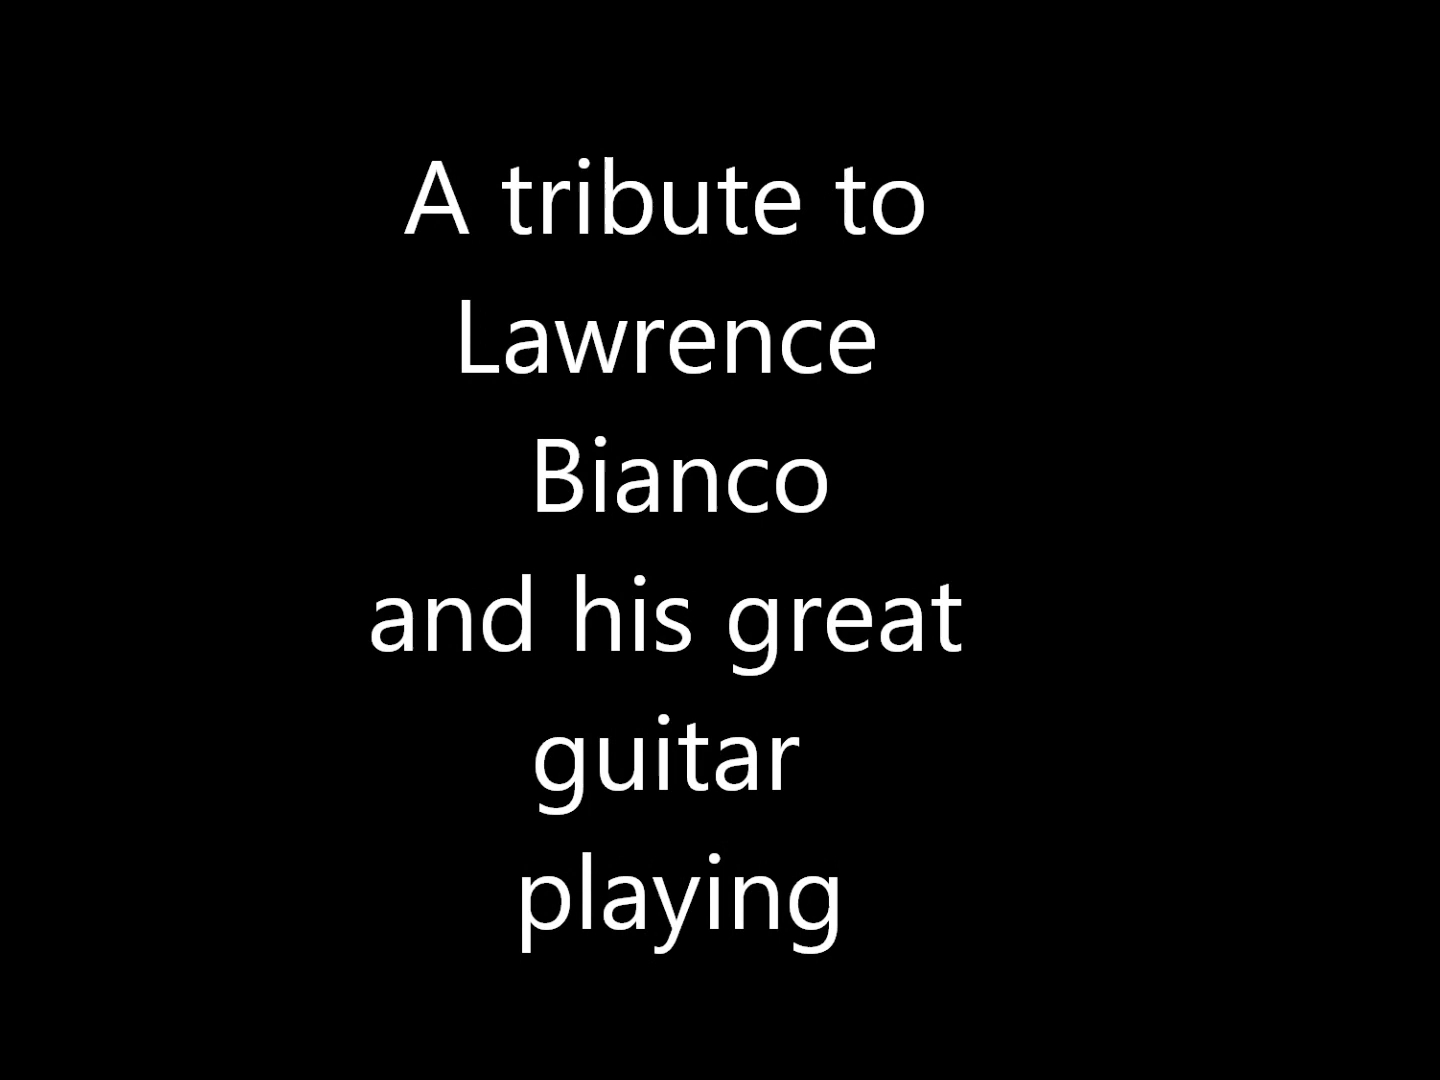 A tribute to
Lawrence
Bianco
and his great
guitar
playing